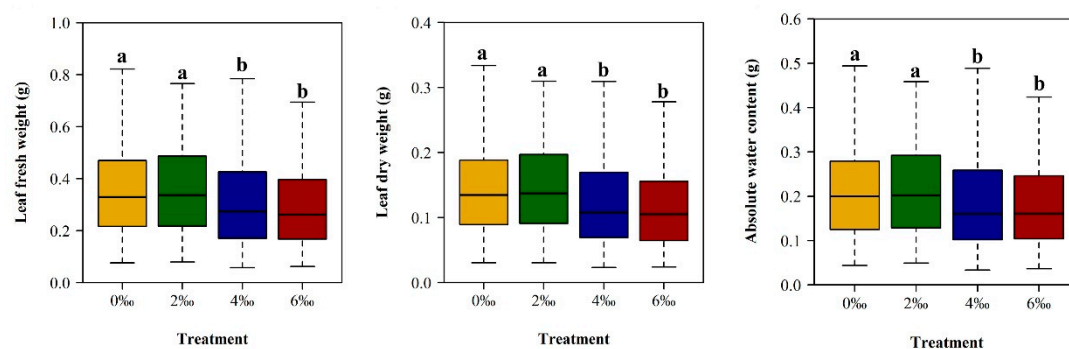 Leaf fresh weight (g)
1.0
0.8
0.6
0.4
0.2
0.0
a
a
b
b
0‰
2‰
4‰
6‰
Treatment
Leaf dry weight (g)
0.4
0.3
0.2
0.1
0.0
a
a
b
b
0‰
2‰
4‰
6‰
Treatment
Absolute water content (g)
0.6
0.5
0.4
0.3
0.2
0.1
0.0
a
a
b
b
0‰
2‰
4‰
6‰
Treatment